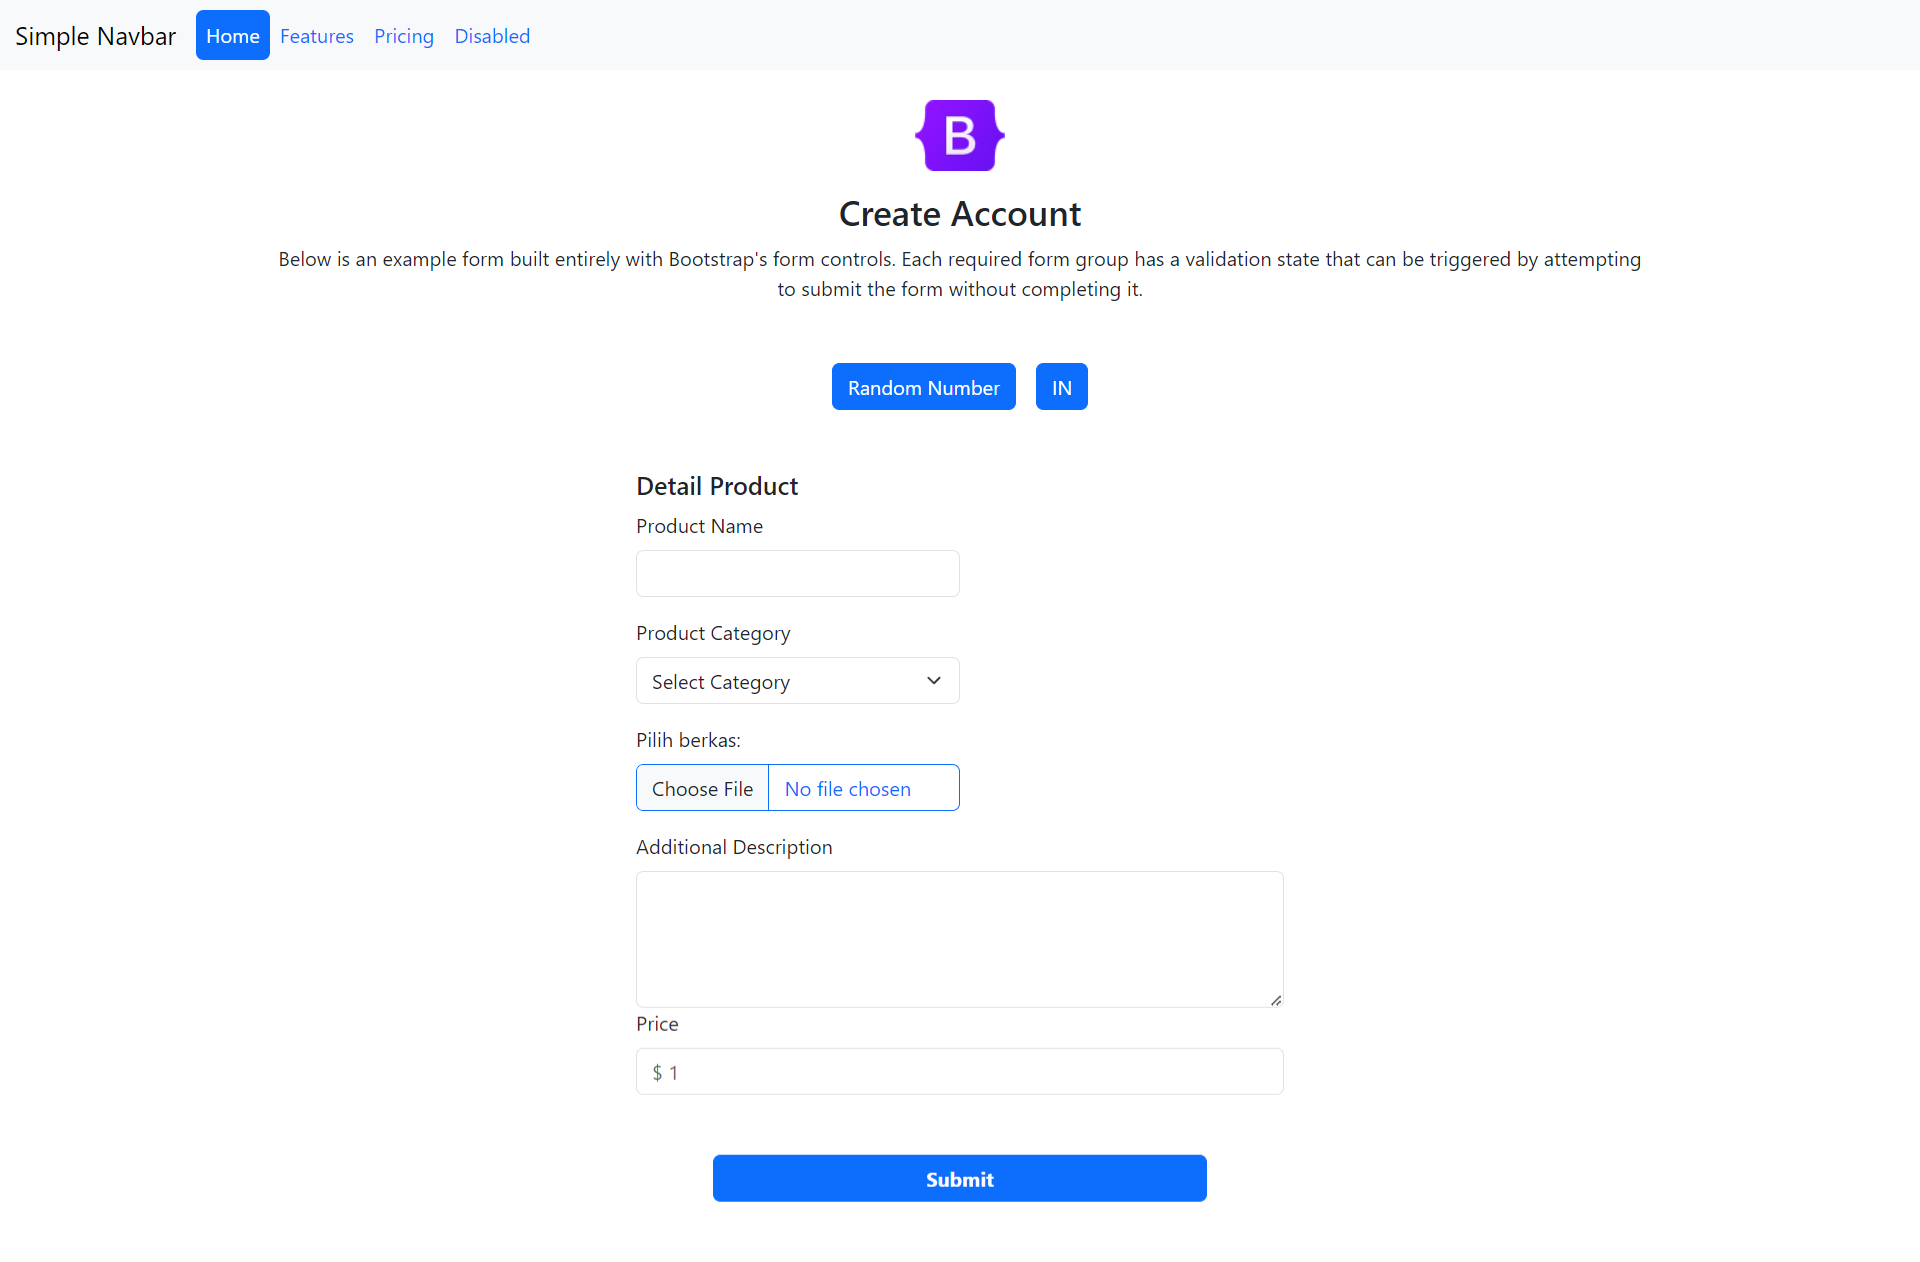 Simple Navbar Home Features Pricing Disabled
B
Create Account
Below is an example form built entirely with Bootstrap's form controls. Each required form group has a validation state that can be triggered by attempting
to submit the form without completing it.
Random Number IN
Detail Product
Product Name
Product Category
Select Category
Pilih berkas:
Choose File No file chosen
Additional Description
Price
$ 1
Submit